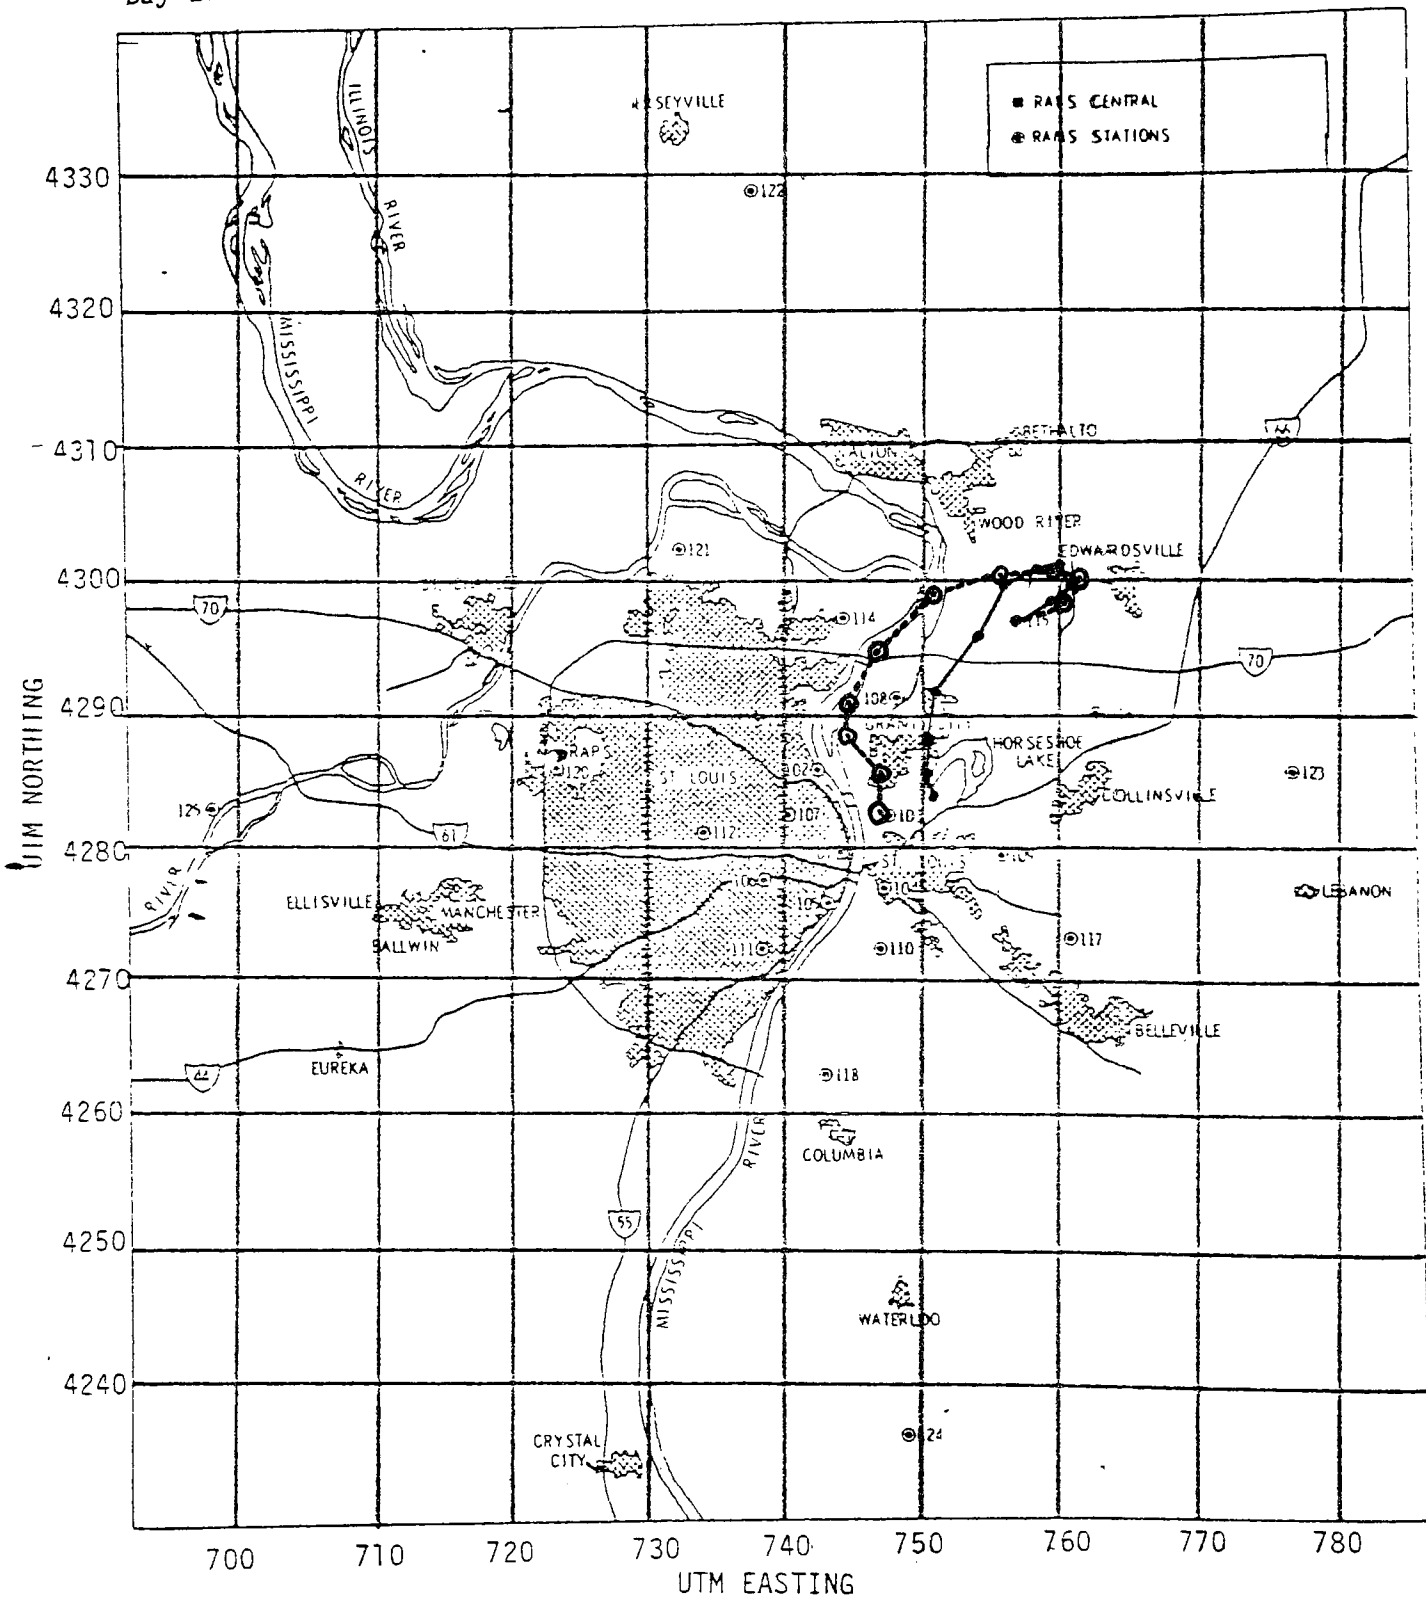 RAPS CENTRAL
RAMS STATIONS
ILLINOIS
RIVER
4330
122
4320
MISSISSIPPI
RIVER
4310
ALTON
BETHALTO
WOOD RIVER
EDWARDSVILLE
121
4300
70
114
115
70
4290
108
HORSESHOE
LAKE
RAPS
120
ST. LOUIS
102
123
COLLINSVILLE
125
107
61
112
4280
RIVER
106
ELLISVILLE
MANCHESTER
BALLWIN
LEBANON
111
110
117
4270
BELLEVILLE
EUREKA
44
118
4260
COLUMBIA
RIVER
55
4250
MISSISSIPPI
WATERLOO
4240
CRYSTAL
CITY
124
UTM NORTHING
700 710 720 730 740 750 760 770 780
UTM EASTING